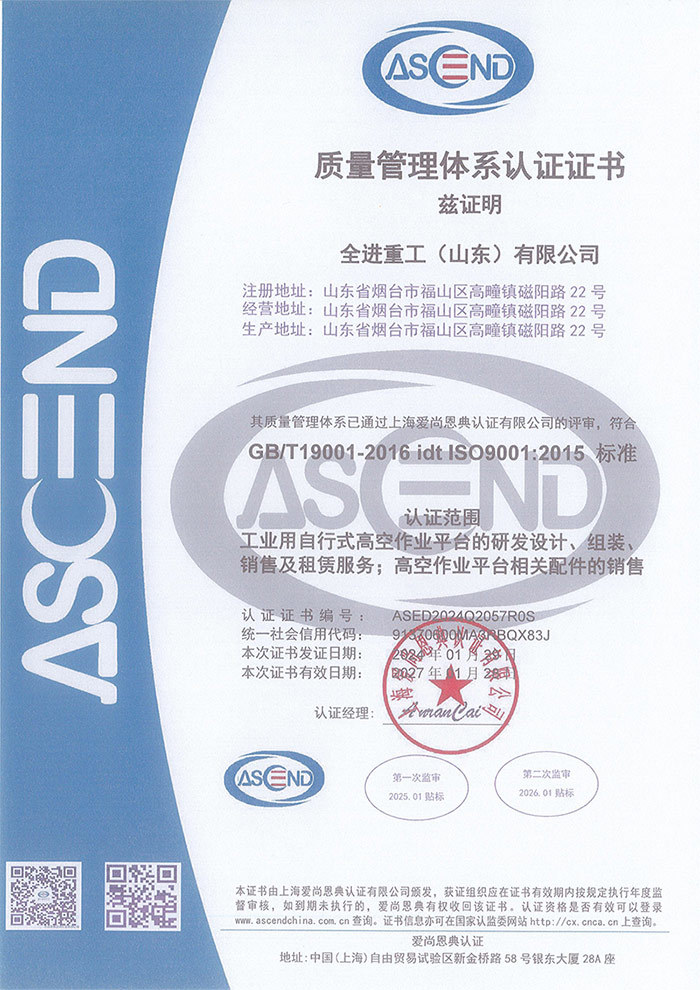 ASCEND
质量管理体系认证证书
兹证明
全进重工（山东）有限公司
注册地址：山东省烟台市福山区高疃镇磁阳路 22 号
经营地址：山东省烟台市福山区高疃镇磁阳路 22 号
生产地址：山东省烟台市福山区高疃镇磁阳路 22 号
ASCEND
其质量管理体系已通过上海爱尚恩典认证有限公司的评审，符合
GB/T19001-2016 idt ISO9001:2015 标准
ASCEND
认证范围
工业用自行式高空作业平台的研发设计、组装、
销售及租赁服务；高空作业平台相关配件的销售
认证证书编号：ASED2024Q2057R0S
统一社会信用代码：
本次证书发证日期：2024 年 01 月
本次证书有效日期：2027 年 01 月
认证经理：AnranCai
ASCEND
第一次监审
2025.01 贴标
第二次监审
2026.01 贴标
本证书由上海爱尚恩典认证有限公司颁发，获证组织应在证书有效期内按规定执行年度监
督审核，如到期未执行的，爱尚恩典有权收回该证书。认证资格是否有效可以登录
www.ascendchina.com.cn 查询。证书信息亦可在国家认监委网站 http://cx.cnca.cn 上查询。
爱尚恩典认证
地址:中国(上海)自由贸易试验区新金桥路 58 号银东大厦 28A 座